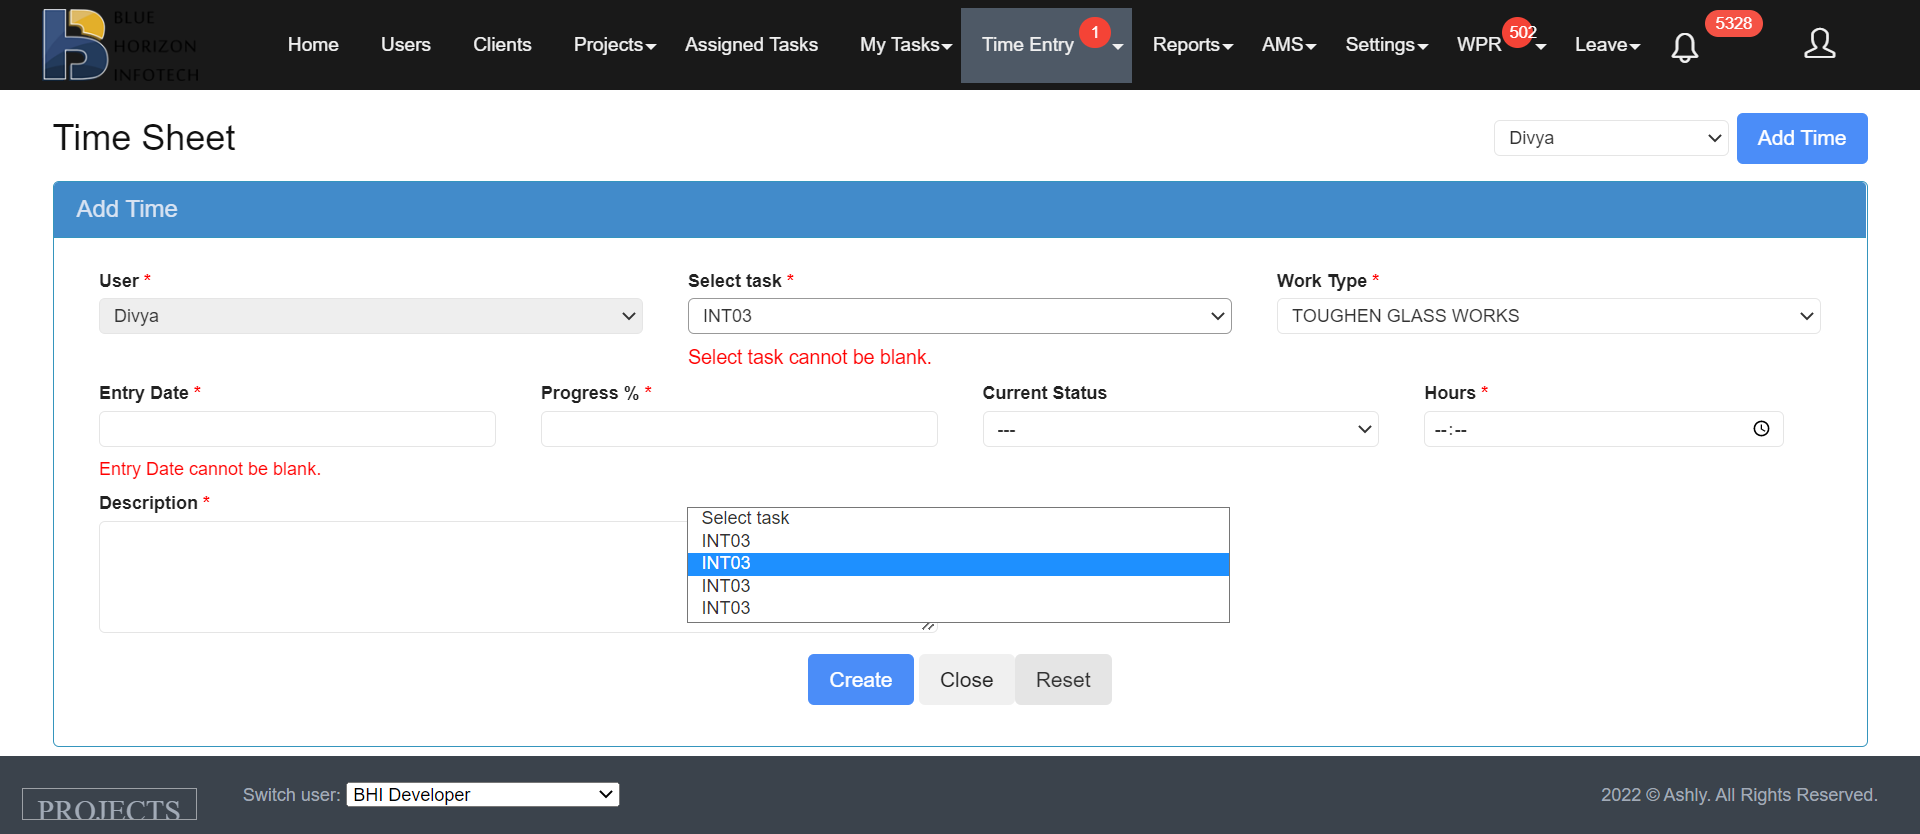 BLUE
HORIZON
INFOTECH
Home Users Clients Projects Assigned Tasks My Tasks Time Entry 1 Reports AMS Settings WPR 502 Leave 5328
Time Sheet
Divya Add Time
Add Time
User * Select task * Work Type *
Divya INT03 TOUGHEN GLASS WORKS
Select task cannot be blank.
Entry Date * Progress % * Current Status Hours *
--- --:--
Entry Date cannot be blank.
Description *
Select task
INT03
INT03
INT03
INT03
Create Close Reset
PROJECTS Switch user: BHI Developer 2022 © Ashly. All Rights Reserved.